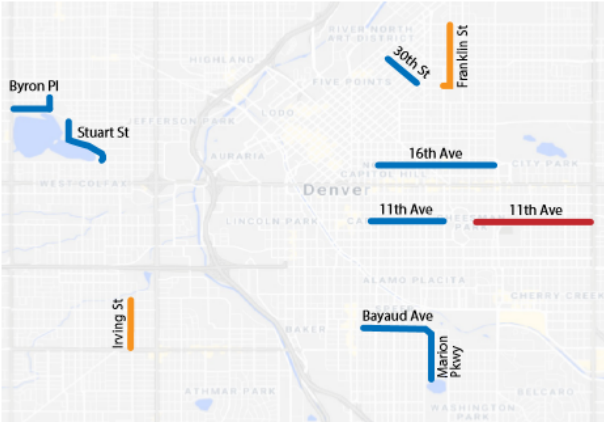 RIVER NORTH
ART DISTRICT
Franklin St
HIGHLAND
30th St
FIVE POINTS
Byron Pl
LODO
JEFFERSON PARK
Stuart St
16th Ave
AURARIA
CITY PARK
CAPITOL HILL
WEST COLFAX
Denver
11th Ave
11th Ave
LINCOLN PARK
ALAMO PLACITA
CHERRY CREEK
Irving St
Bayaud Ave
BAKER
Marion
Pkwy
ATHMAR PARK
BELCARO
WASHINGTON
PARK